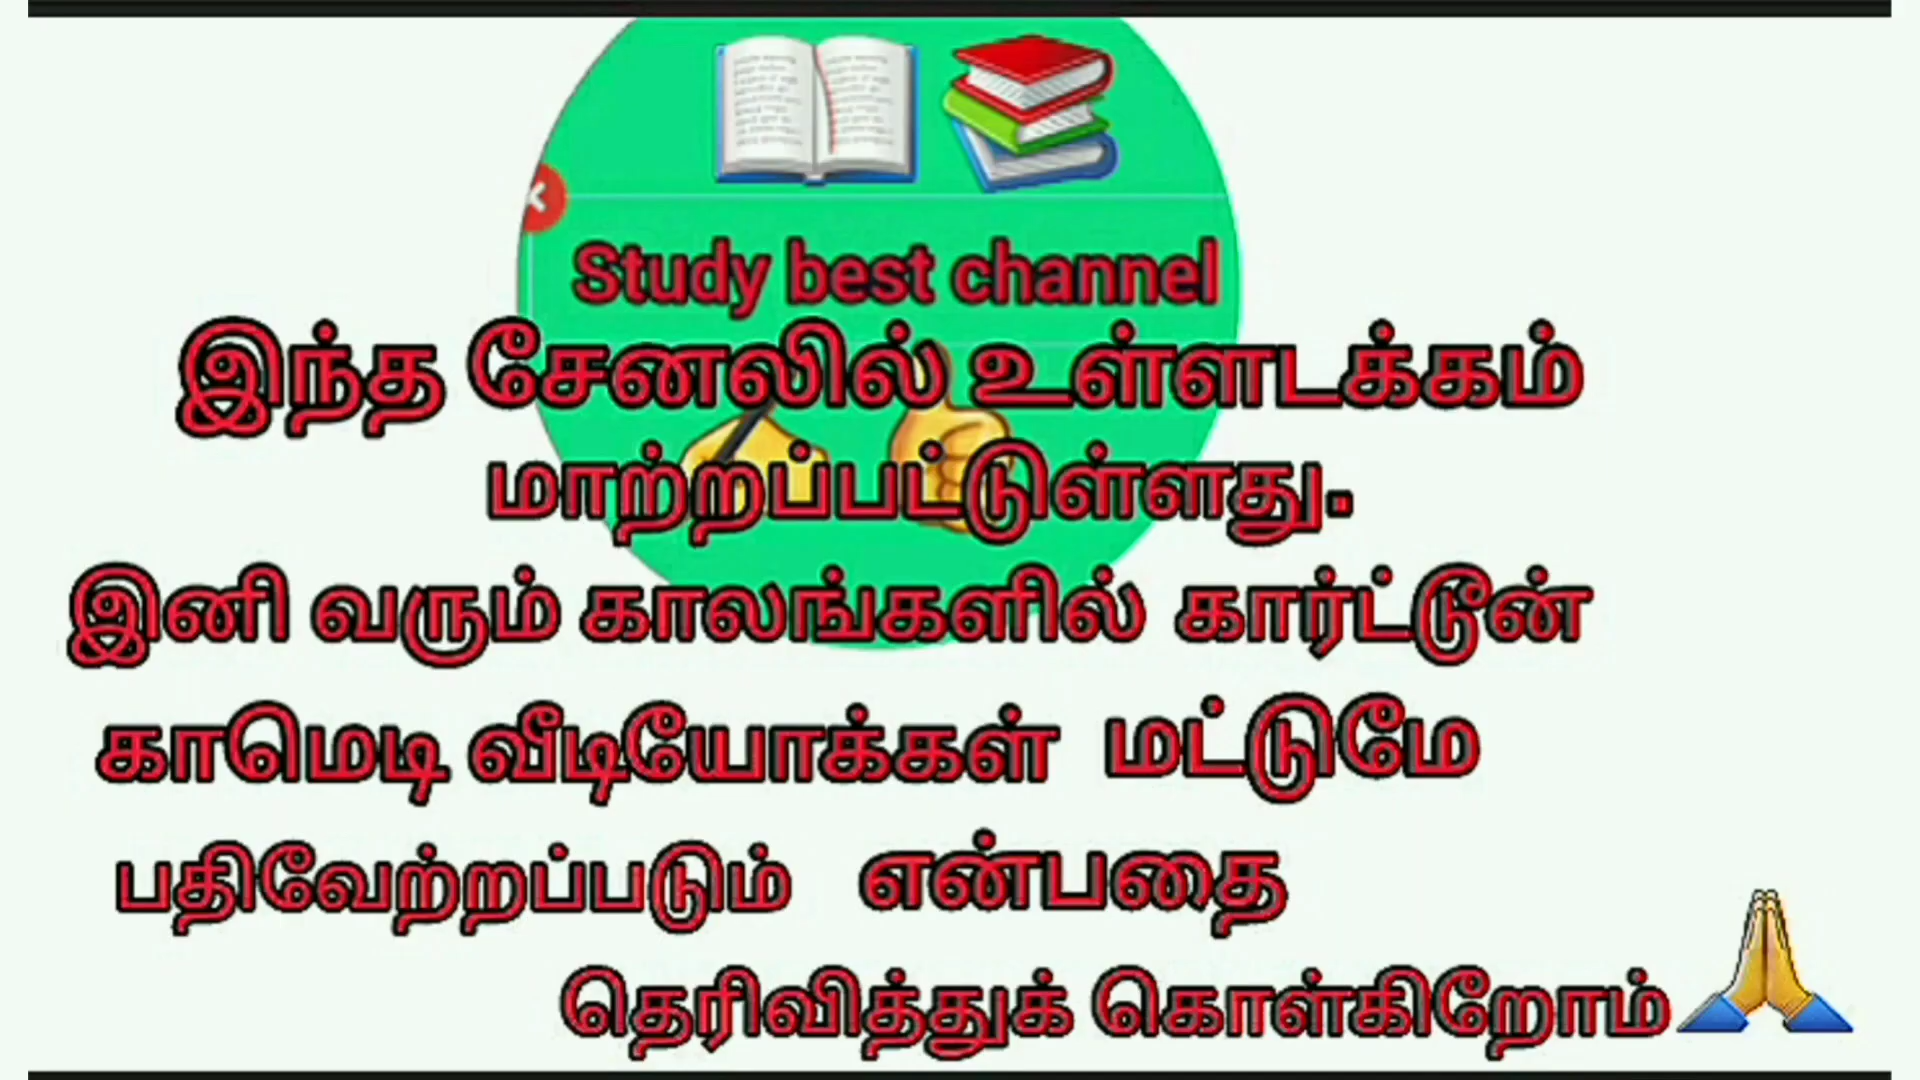 Study best channel
இந்த சேனலில் உள்ளடக்கம்
மாற்றப்பட்டுள்ளது.
இனி வரும் காலங்களில் கார்ட்டூன்
காமெடி வீடியோக்கள் மட்டுமே
பதிவேற்றப்படும் என்பதை
தெரிவித்துக் கொள்கிறோம்